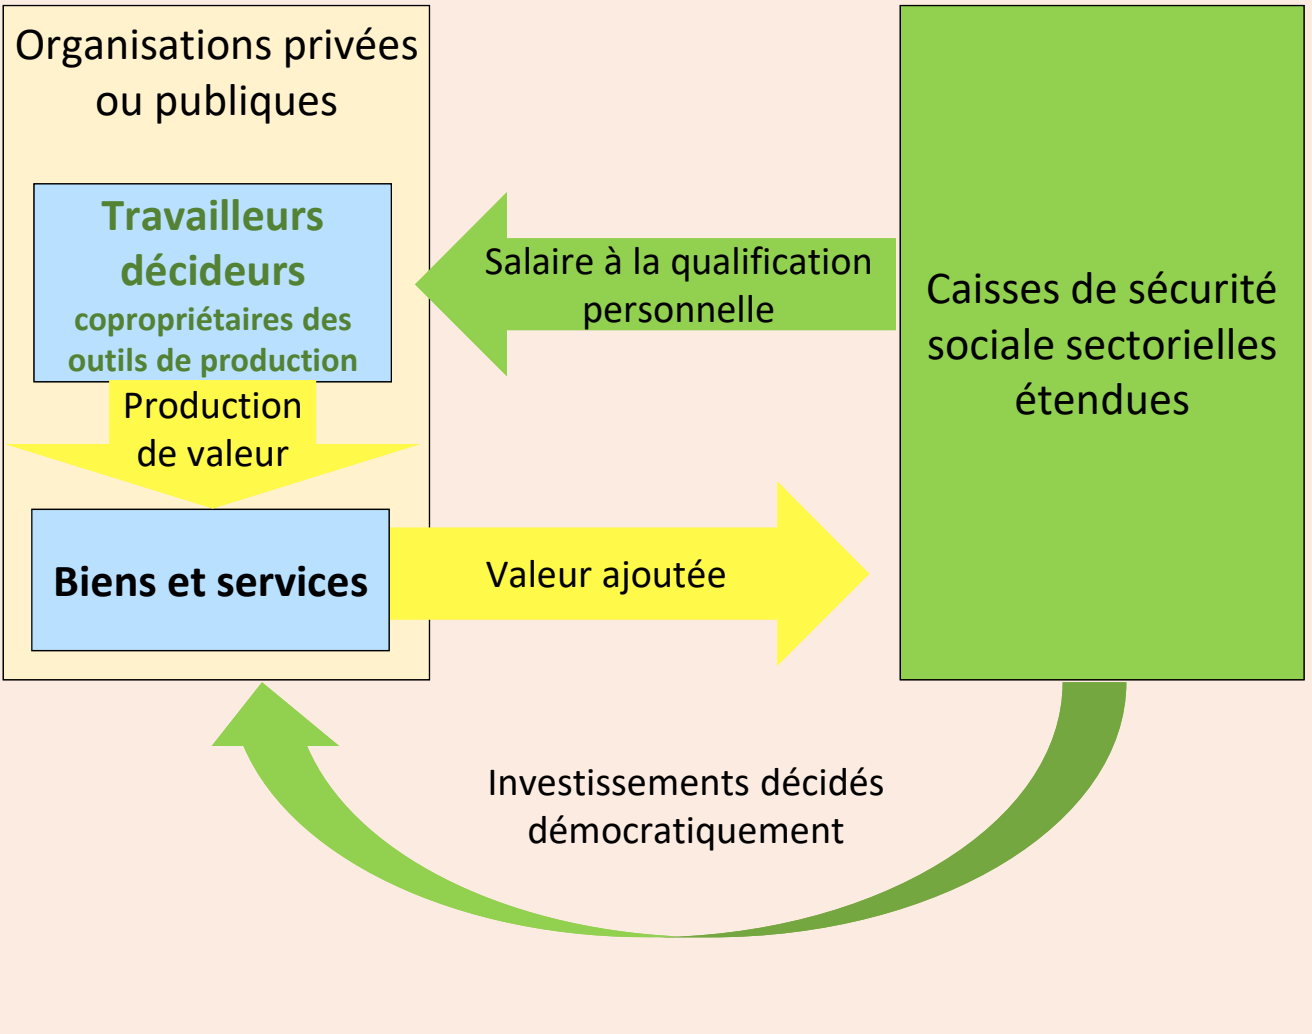 Organisations privées
ou publiques
Travailleurs
décideurs
copropriétaires des
outils de production
Production
de valeur
Biens et services
Salaire à la qualification
personnelle
Valeur ajoutée
Caisses de sécurité
sociale sectorielles
étendues
Investissements décidés
démocratiquement